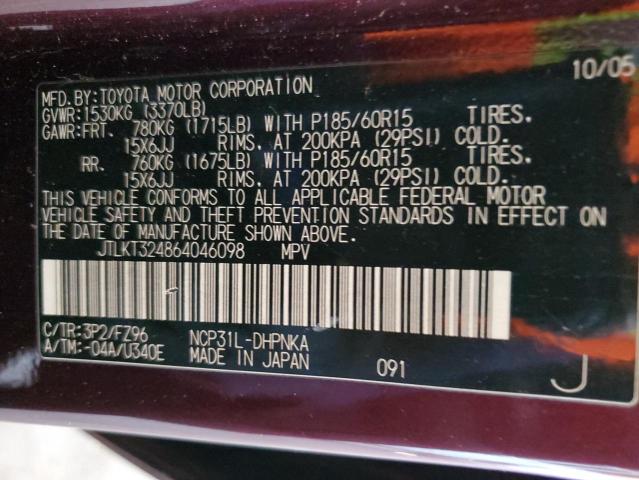 10/05
MFD.BY:TOYOTA MOTOR CORPORATION
GVWR:1530KG (3370LB)
GAWR:FRT. 780KG (1715LB) WITH P185/60R15 TIRES.
15X6JJ RIMS. AT 200KPA (29PSI) COLD.
RR. 760KG (1675LB) WITH P185/60R15 TIRES.
15X6JJ RIMS. AT 200KPA (29PSI) COLD.
THIS VEHICLE CONFORMS TO ALL APPLICABLE FEDERAL MOTOR
VEHICLE SAFETY AND THEFT PREVENTION STANDARDS IN EFFECT ON
THE DATE OF MANUFACTURE SHOWN ABOVE.
JTLKT324864046098 MPV
C/TR:3P2/FZ96 NCP31L-DHPNKA
A/TM:-04A/U340E MADE IN JAPAN 091 J